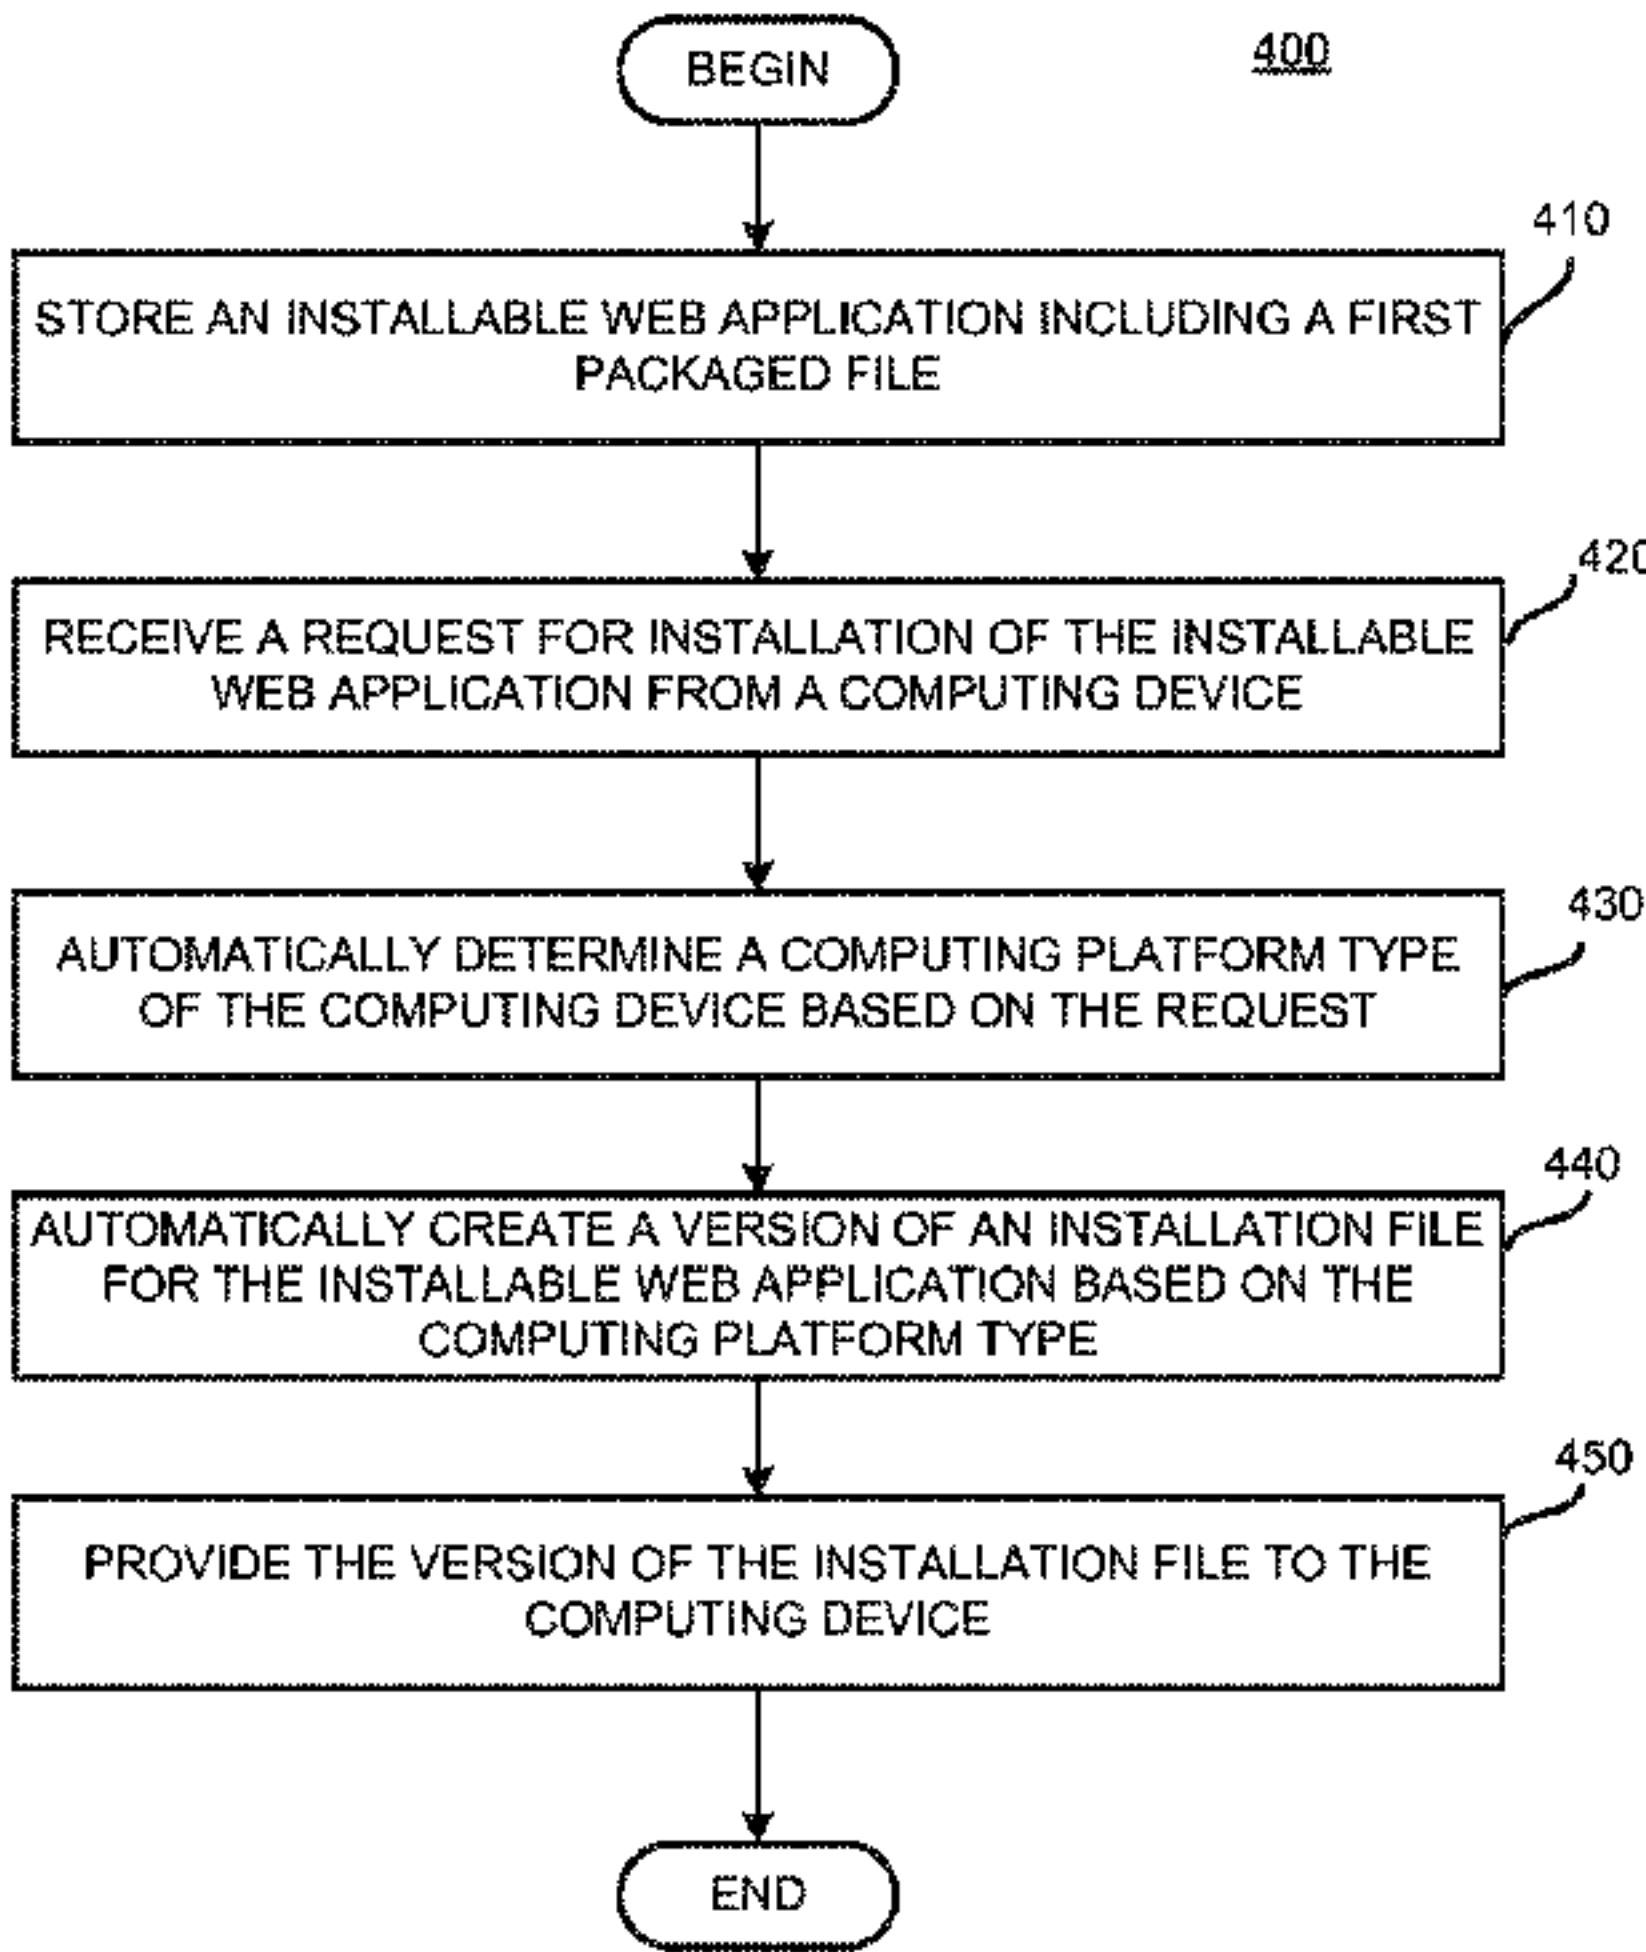 BEGIN
400
410
STORE AN INSTALLABLE WEB APPLICATION INCLUDING A FIRST
PACKAGED FILE
420
RECEIVE A REQUEST FOR INSTALLATION OF THE INSTALLABLE
WEB APPLICATION FROM A COMPUTING DEVICE
430
AUTOMATICALLY DETERMINE A COMPUTING PLATFORM TYPE
OF THE COMPUTING DEVICE BASED ON THE REQUEST
440
AUTOMATICALLY CREATE A VERSION OF AN INSTALLATION FILE
FOR THE INSTALLABLE WEB APPLICATION BASED ON THE
COMPUTING PLATFORM TYPE
450
PROVIDE THE VERSION OF THE INSTALLATION FILE TO THE
COMPUTING DEVICE
END